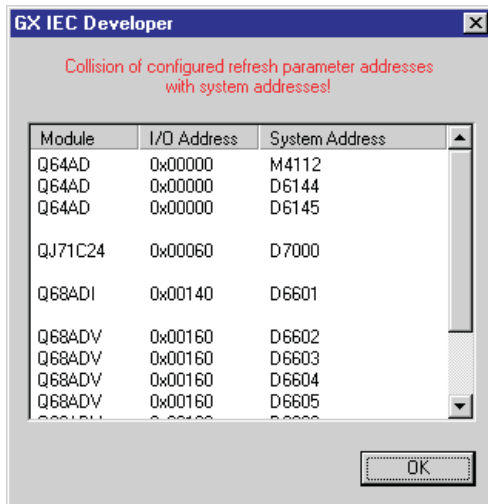 GX IEC Developer
Collision of configured refresh parameter addresses
with system addresses!
Module I/O Address System Address
Q64AD 0x00000 M4112
Q64AD 0x00000 D6144
Q64AD 0x00000 D6145
QJ71C24 0x00060 D7000
Q68ADI 0x00140 D6601
Q68ADV 0x00160 D6602
Q68ADV 0x00160 D6603
Q68ADV 0x00160 D6604
Q68ADV 0x00160 D6605
OK